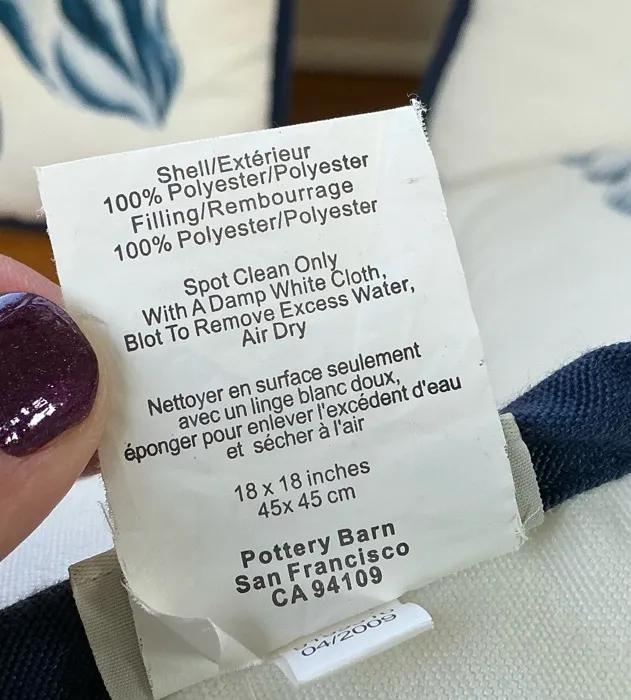 Shell/Extérieur
100% Polyester/Polyester
Filling/Rembourrage
100% Polyester/Polyester
Spot Clean Only
With A Damp White Cloth,
Blot To Remove Excess Water,
Air Dry
Nettoyer en surface seulement
avec un linge blanc doux,
éponger pour enlever l'excédent d'eau
et sécher à l'air
18 x 18 inches
45x 45 cm
Pottery Barn
San Francisco
CA 94109
04/2009